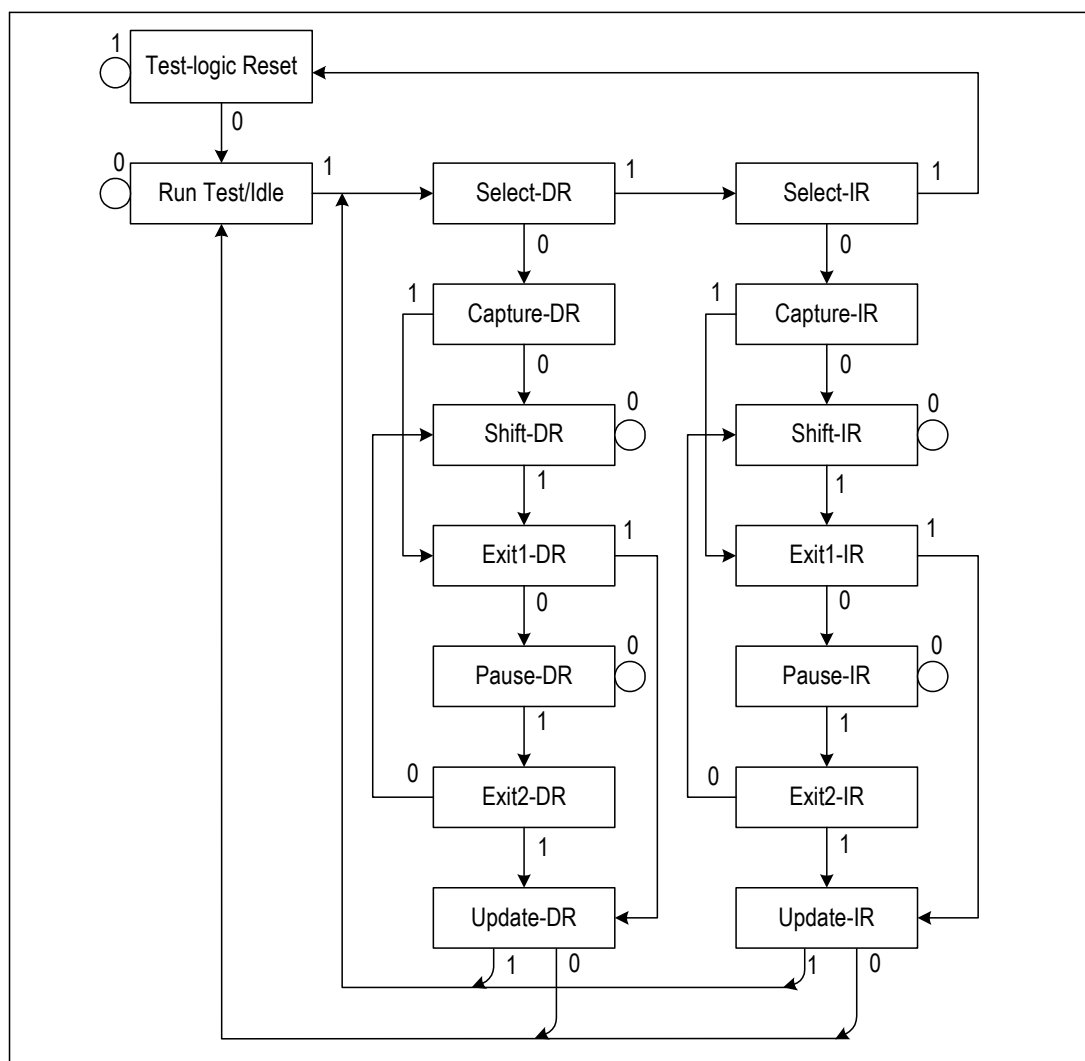 1
Test-logic Reset
0
0
Run Test/Idle
1
Select-DR
1
Select-IR
1
0
0
1
Capture-DR
1
Capture-IR
0
0
Shift-DR
0
Shift-IR
0
1
1
Exit1-DR
1
Exit1-IR
1
0
0
Pause-DR
0
Pause-IR
0
1
1
0
Exit2-DR
0
Exit2-IR
1
1
Update-DR
Update-IR
1
0
1
0